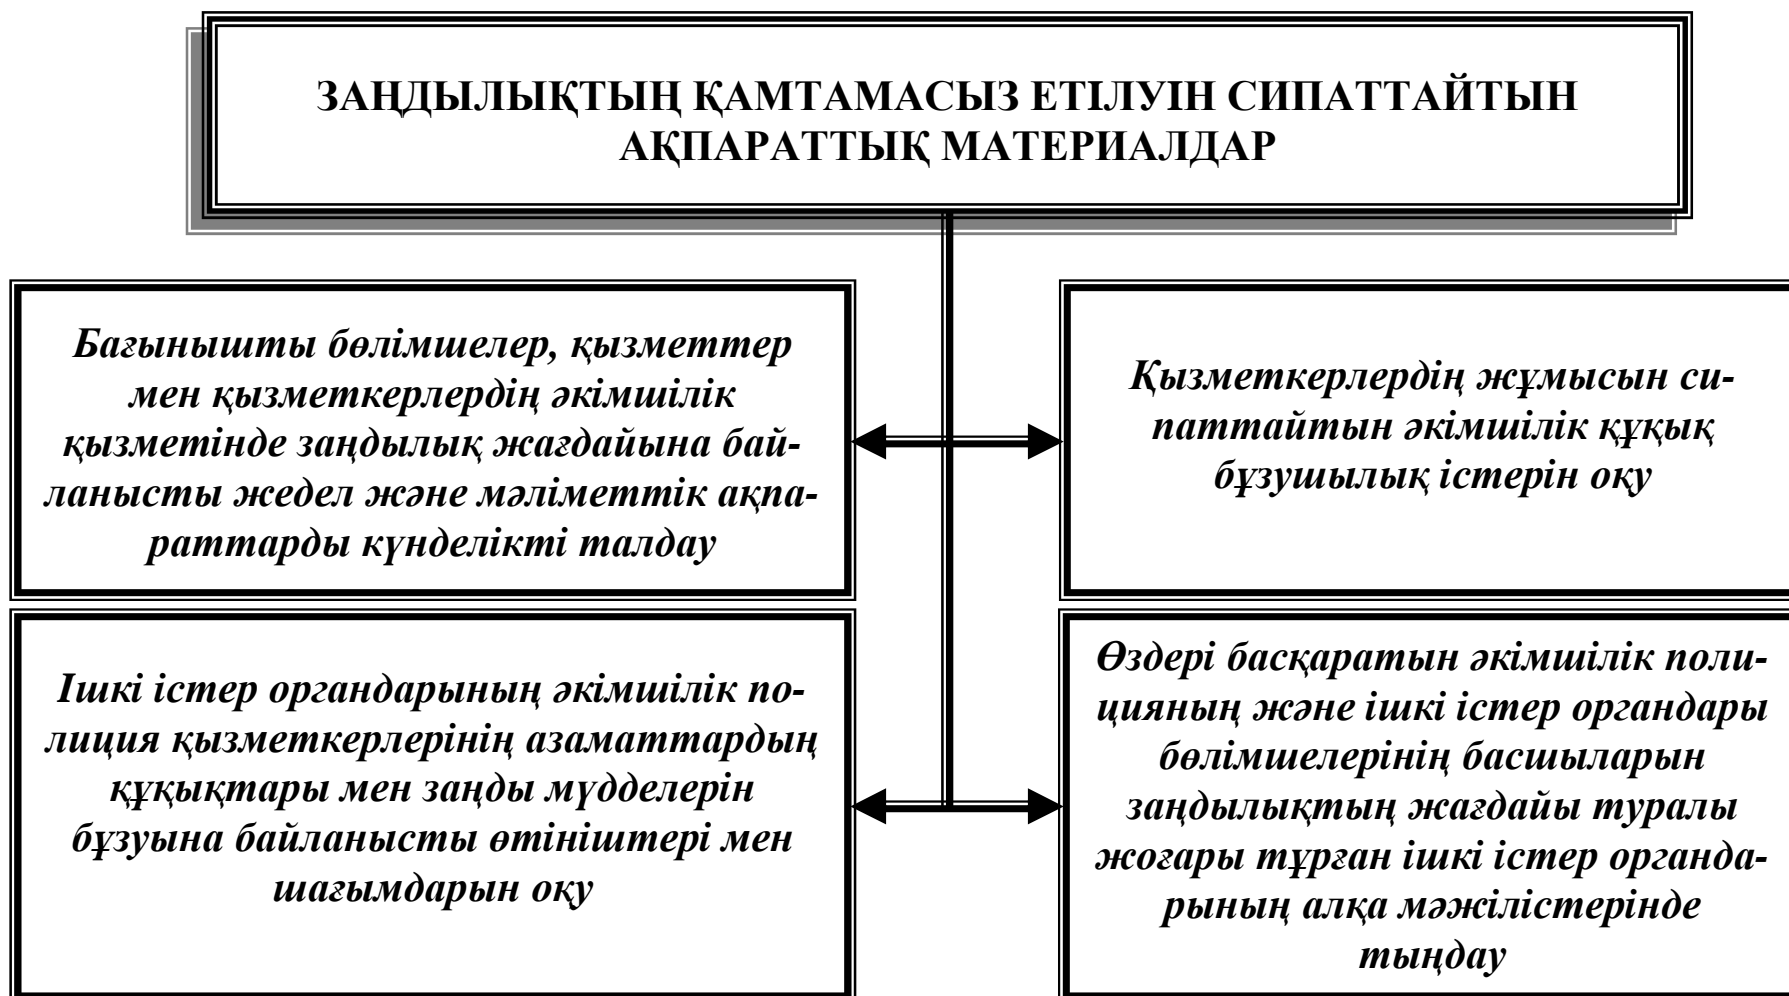 ЗАҢДЫЛЫҚТЫҢ ҚАМТАМАСЫЗ ЕТІЛУІН СИПАТТАЙТЫН
АҚПАРАТТЫҚ МАТЕРИАЛДАР
Бағынышты бөлімшелер, қызметтер
мен қызметкерлердің әкімшілік
қызметінде заңдылық жағдайына бай-
ланысты жедел және мәліметтік ақпа-
раттарды күнделікті талдау
Қызметкерлердің жұмысын си-
паттайтын әкімшілік құқық
бұзушылық істерін оқу
Ішкі істер органдарының әкімшілік по-
лиция қызметкерлерінің азаматтардың
құқықтары мен заңды мүдделерін
бұзуына байланысты өтініштері мен
шағымдарын оқу
Өздері басқаратын әкімшілік поли-
цияның және ішкі істер органдары
бөлімшелерінің басшыларын
заңдылықтың жағдайы туралы
жоғары тұрған ішкі істер органда-
рының алқа мәжілістерінде
тыңдау